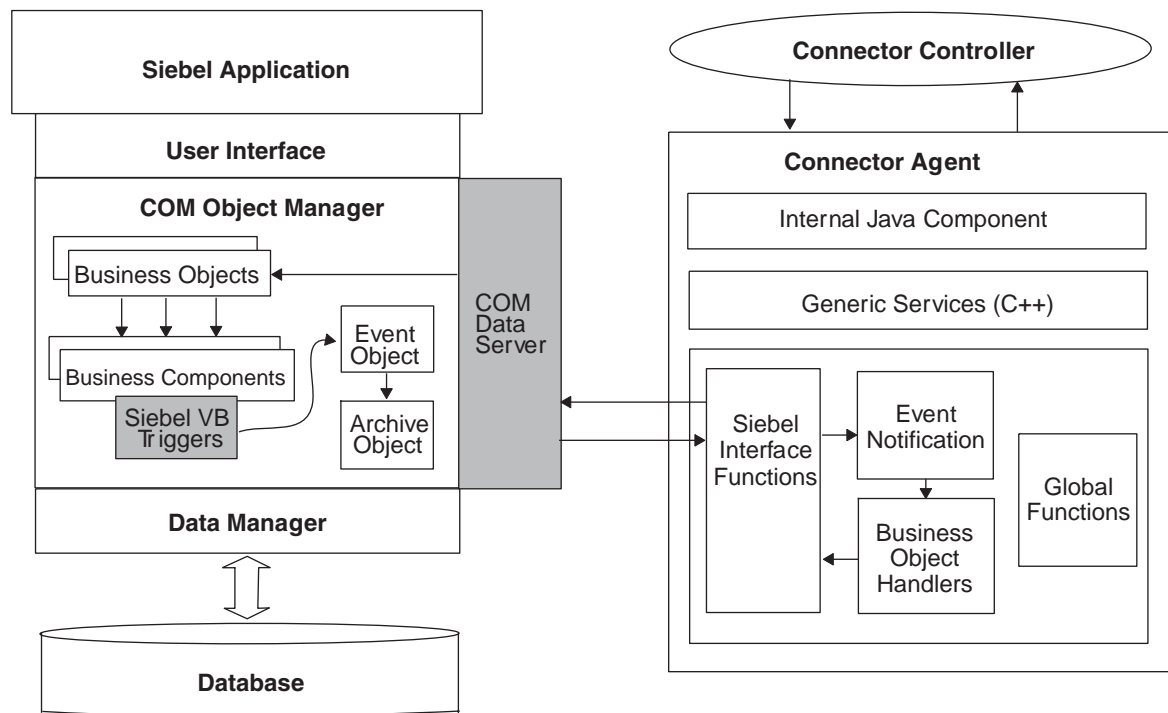 Siebel Application
User Interface
COM Object Manager
Business Objects
Business Components
Siebel VB
Triggers
Event
Object
Archive
Object
COM
Data
Server
Data Manager
Database
Connector Controller
Connector Agent
Internal Java Component
Generic Services (C++)
Siebel
Interface
Functions
Event
Notification
Business
Object
Handlers
Global
Functions